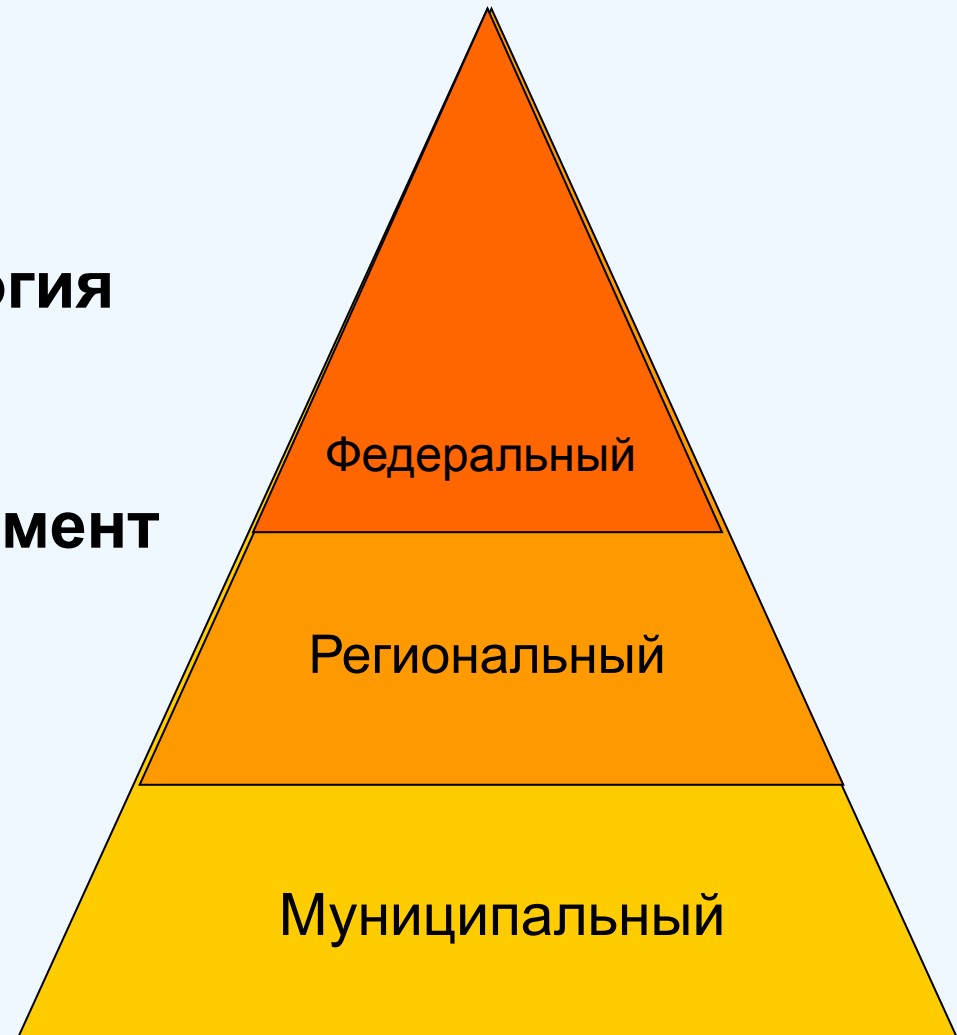 огия
Федеральный
мент
Региональный
Муниципальный